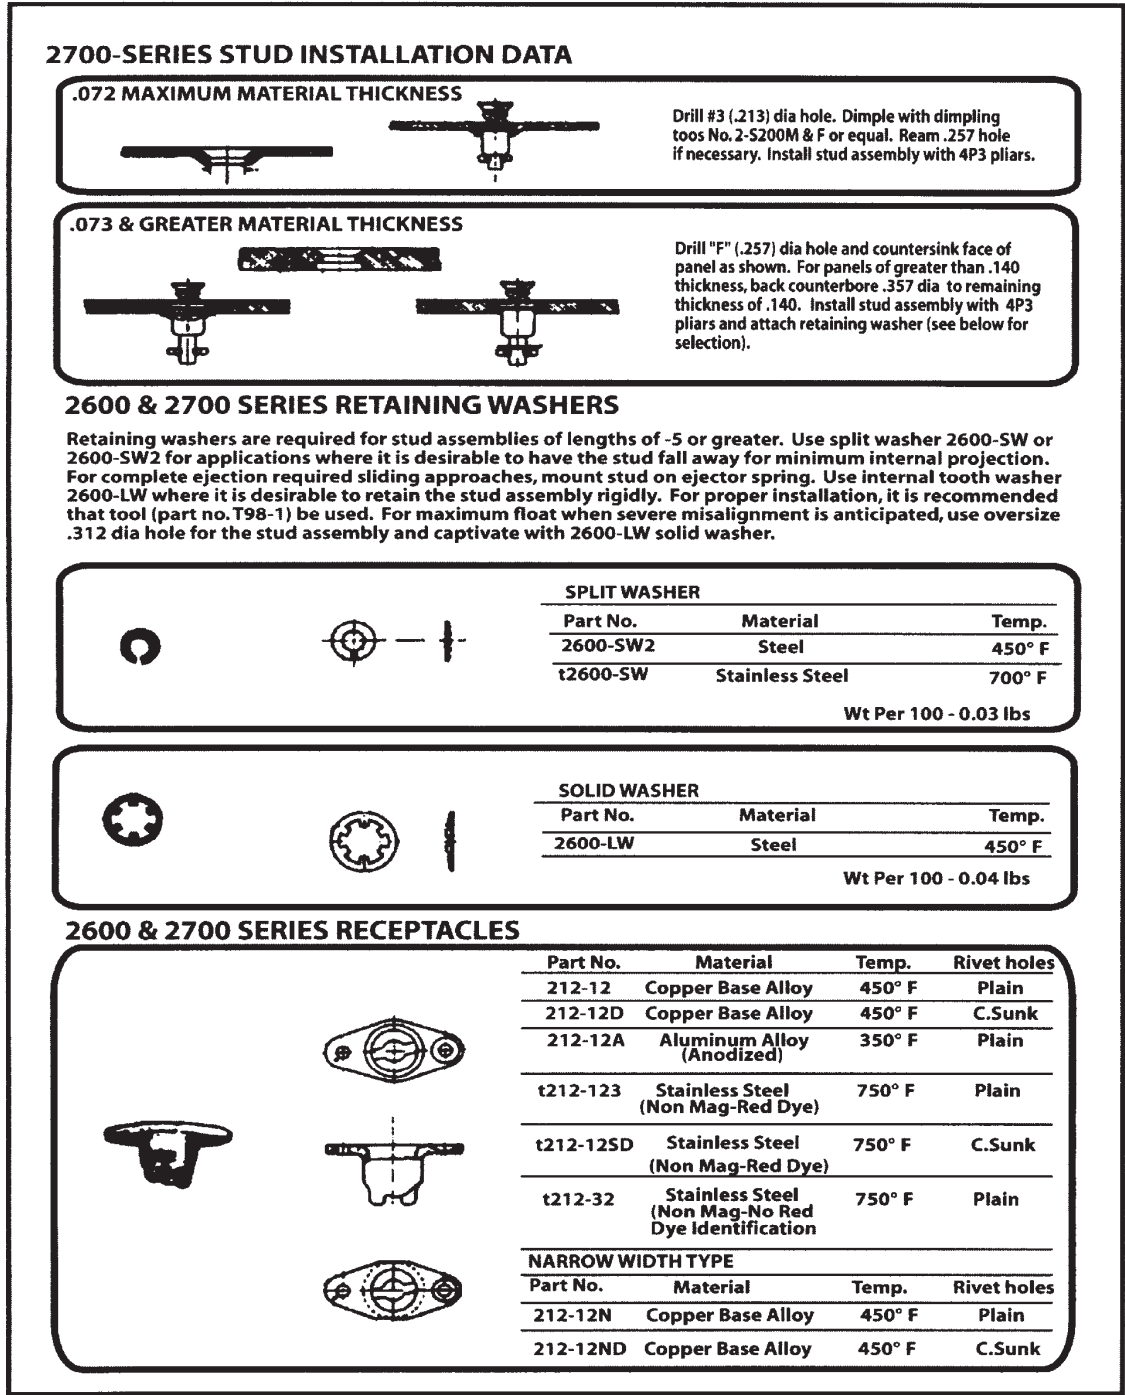 2700-SERIES STUD INSTALLATION DATA
.072 MAXIMUM MATERIAL THICKNESS
Drill #3 (.213) dia hole. Dimple with dimpling
toos No. 2-S200M & F or equal. Ream .257 hole
if necessary. Install stud assembly with 4P3 pliars.
.073 & GREATER MATERIAL THICKNESS
Drill "F" (.257) dia hole and countersink face of
panel as shown. For panels of greater than .140
thickness, back counterbore .357 dia to remaining
thickness of .140. Install stud assembly with 4P3
pliars and attach retaining washer (see below for
selection).
2600 & 2700 SERIES RETAINING WASHERS
Retaining washers are required for stud assemblies of lengths of -5 or greater. Use split washer 2600-SW or
2600-SW2 for applications where it is desirable to have the stud fall away for minimum internal projection.
For complete ejection required sliding approaches, mount stud on ejector spring. Use internal tooth washer
2600-LW where it is desirable to retain the stud assembly rigidly. For proper installation, it is recommended
that tool (part no. T98-1) be used. For maximum float when severe misalignment is anticipated, use oversize
.312 dia hole for the stud assembly and captivate with 2600-LW solid washer.
SPLIT WASHER
Part No. Material Temp.
2600-SW2 Steel 450° F
t2600-SW Stainless Steel 700° F
Wt Per 100 - 0.03 lbs
SOLID WASHER
Part No. Material Temp.
2600-LW Steel 450° F
Wt Per 100 - 0.04 lbs
2600 & 2700 SERIES RECEPTACLES
Part No. Material Temp. Rivet holes
212-12 Copper Base Alloy 450° F Plain
212-12D Copper Base Alloy 450° F C.Sunk
212-12A Aluminum Alloy 350° F Plain
(Anodized)
t212-123 Stainless Steel 750° F Plain
(Non Mag-Red Dye)
t212-12SD Stainless Steel 750° F C.Sunk
(Non Mag-Red Dye)
t212-32 Stainless Steel 750° F Plain
(Non Mag-No Red
Dye Identification
NARROW WIDTH TYPE
Part No. Material Temp. Rivet holes
212-12N Copper Base Alloy 450° F Plain
212-12ND Copper Base Alloy 450° F C.Sunk